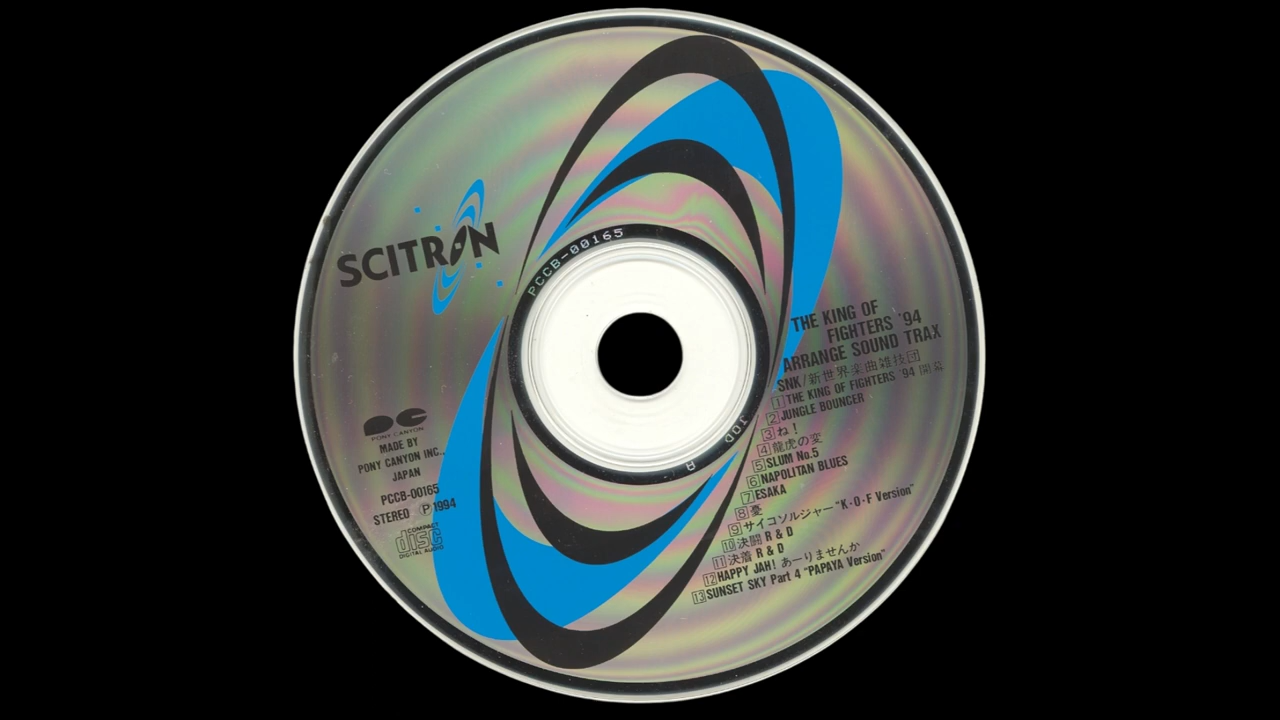 SCITRON
PCCB-00165
THE KING OF
FIGHTERS '94
ARRANGE SOUND TRAX
SNK/新世界楽曲雑技団
1 THE KING OF FIGHTERS '94 開幕
2 JUNGLE BOUNCER
3 ね!
4 龍虎の変
5 SLUM No.5
6 NAPOLITAN BLUES
7 ESAKA
8 憂
9 サイコソルジャー "K・O・F Version"
10 決闘 R & D
11 決着 R & D
12 HAPPY JAH! あーりませんか
13 SUNSET SKY Part 4 "PAPAYA Version"
PONY CANYON
MADE BY
PONY CANYON INC.,
JAPAN
PCCB-00165
STEREO Ⓟ1994
COMPACT
disc
DIGITAL AUDIO
JOD
A